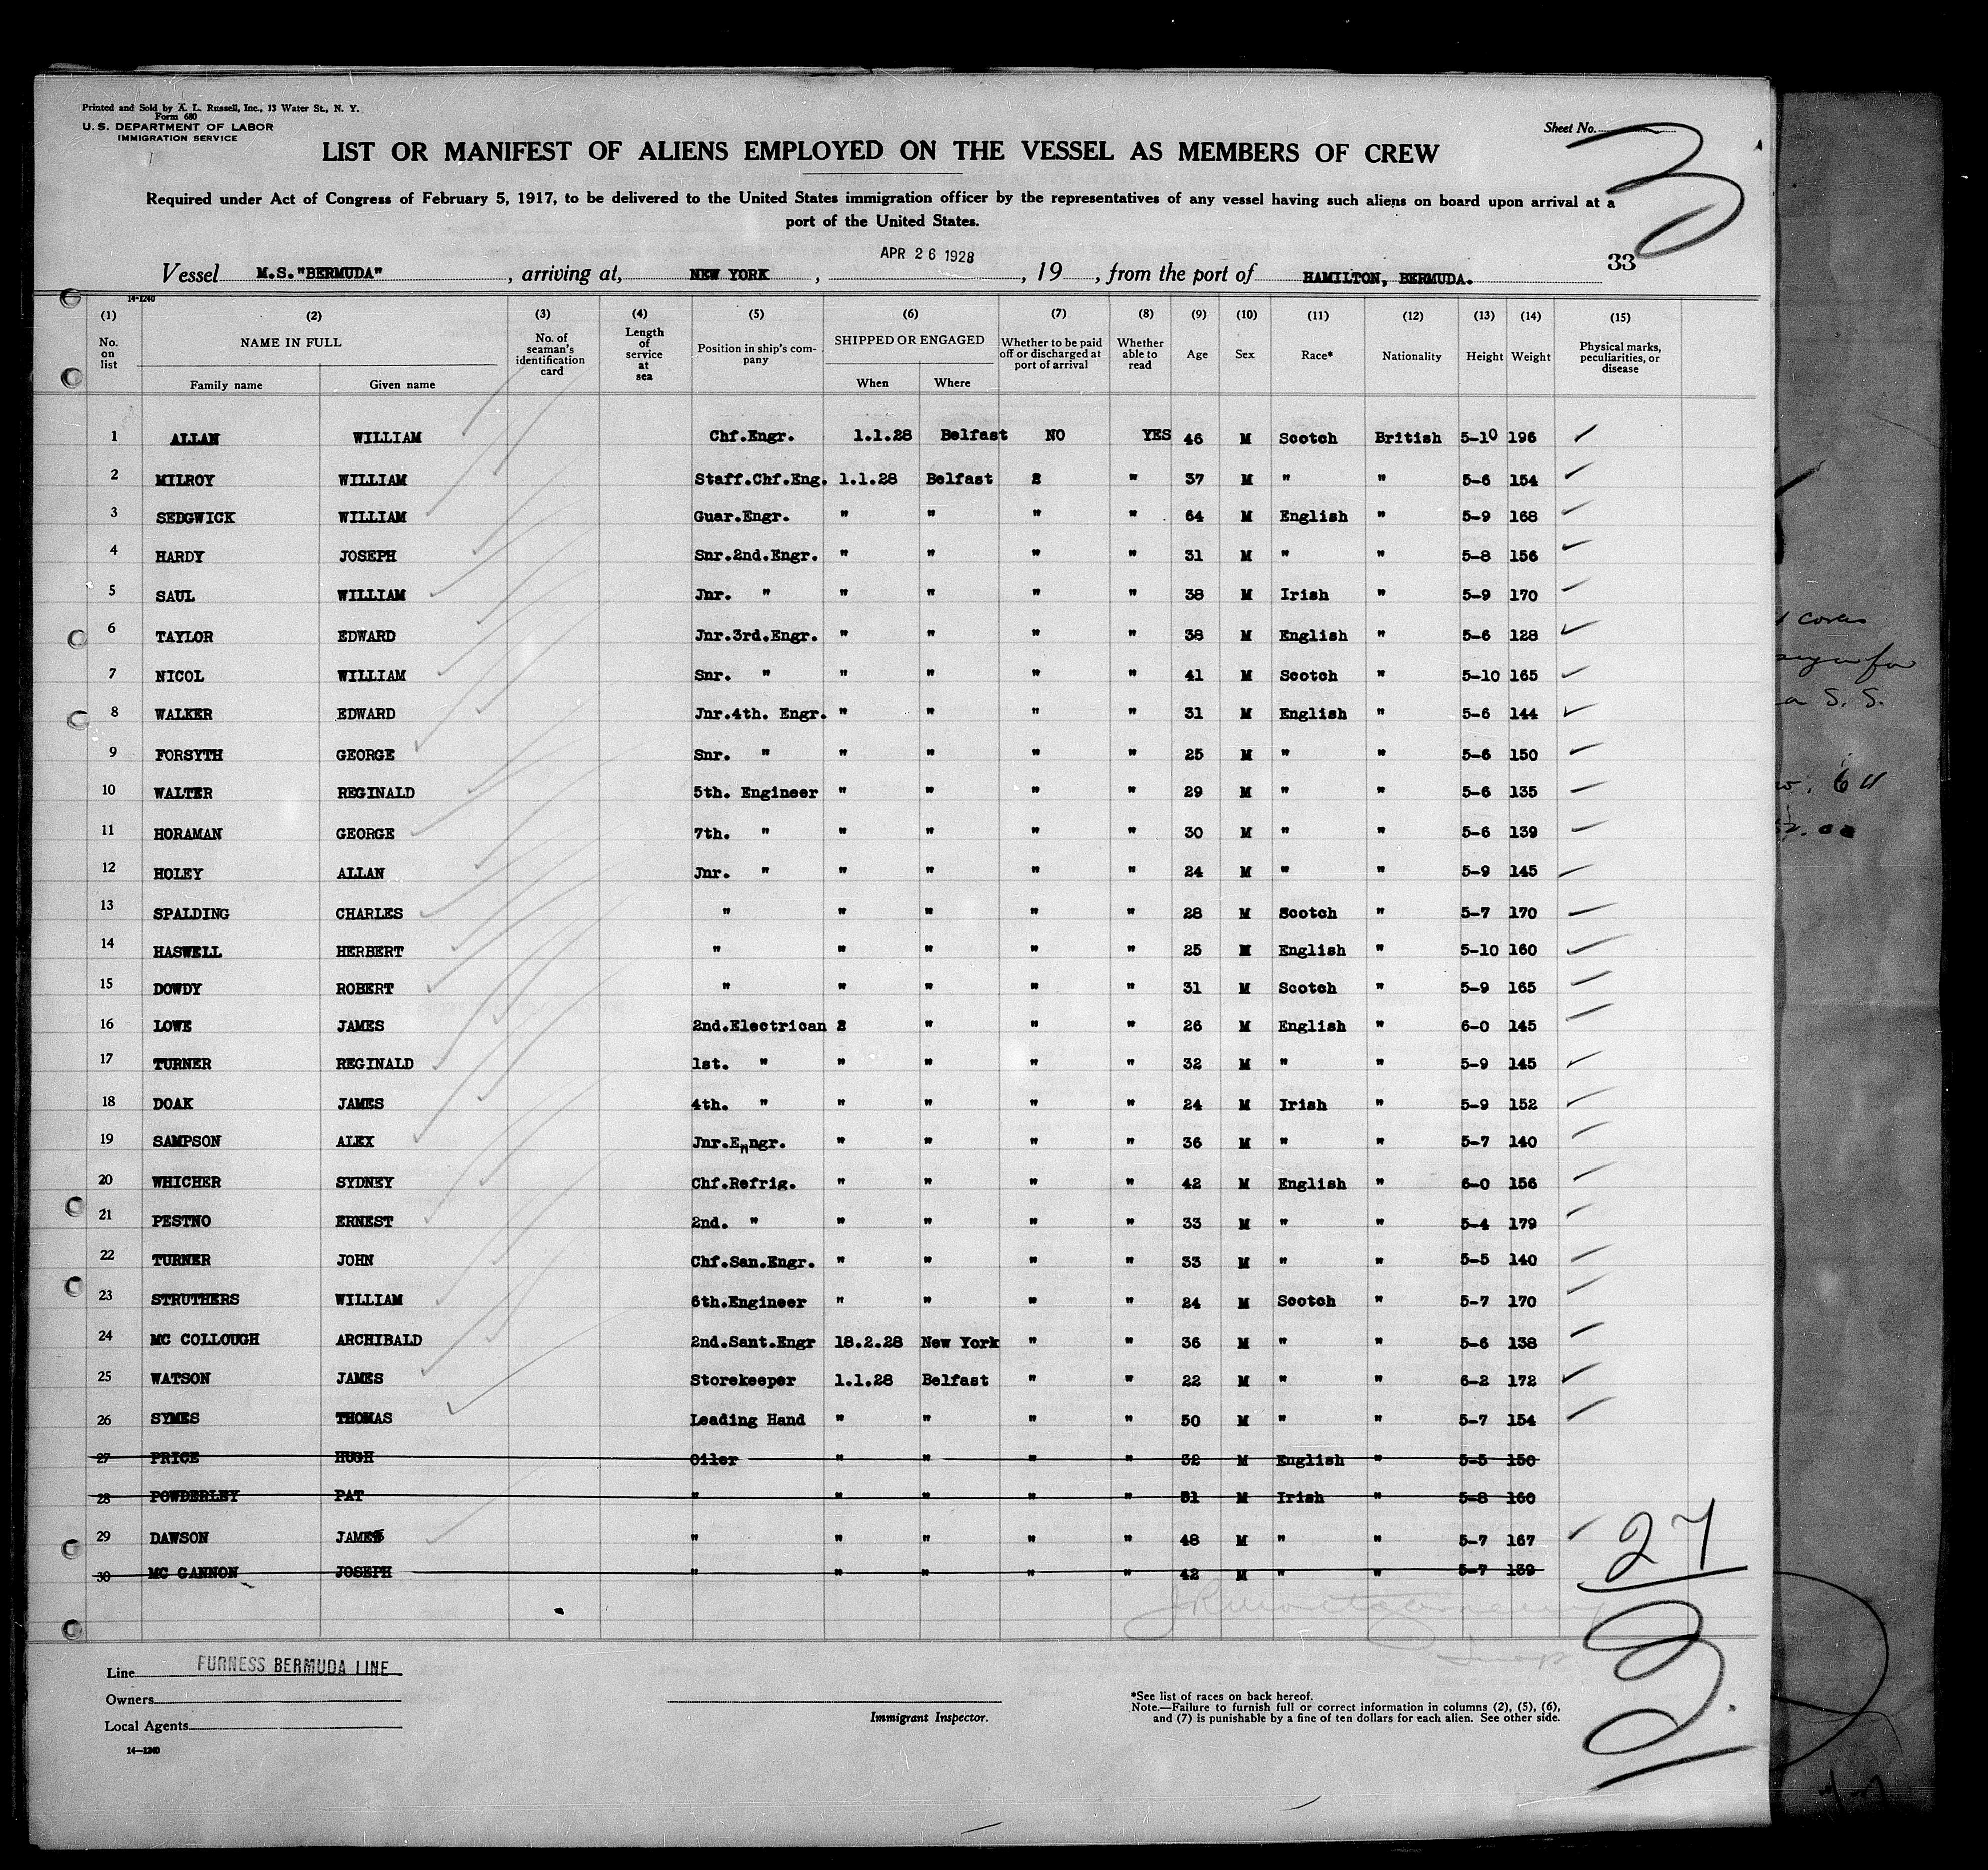 Printed and Sold by A. L. Russell, Inc., 13 Water St., N. Y.
Form 680
U. S. DEPARTMENT OF LABOR
IMMIGRATION SERVICE
Sheet No. 3
LIST OR MANIFEST OF ALIENS EMPLOYED ON THE VESSEL AS MEMBERS OF CREW
Required under Act of Congress of February 5, 1917, to be delivered to the United States immigration officer by the representatives of any vessel having such aliens on board upon arrival at a
port of the United States.
Vessel M.S."BERMUDA", arriving at, NEW YORK, APR 26 1928, 19 , from the port of HAMILTON, BERMUDA. 33
14-1240
(1) (2) (3) (4) (5) (6) (7) (8) (9) (10) (11) (12) (13) (14) (15)
No. on list NAME IN FULL No. of seaman's identification card Length of service at sea Position in ship's company SHIPPED OR ENGAGED Whether to be paid off or discharged at port of arrival Whether able to read Age Sex Race* Nationality Height Weight Physical marks, peculiarities, or disease
Family name Given name When Where
1 ALLAN WILLIAM Chf.Engr. 1.1.28 Belfast NO YES 46 M Scotch British 5-10 196
2 MILROY WILLIAM Staff.Chf.Eng. 1.1.28 Belfast " " 37 M " " 5-6 154
3 SEDGWICK WILLIAM Guar.Engr. " " " " 64 M English " 5-9 168
4 HARDY JOSEPH Snr.2nd.Engr. " " " " 31 M " " 5-8 156
5 SAUL WILLIAM Jnr. " " " " " 38 M Irish " 5-9 170
6 TAYLOR EDWARD Jnr.3rd.Engr. " " " " 38 M English " 5-6 128
7 NICOL WILLIAM Snr. " " " " " 41 M Scotch " 5-10 165
8 WALKER EDWARD Jnr.4th. Engr. " " " " 31 M English " 5-6 144
9 FORSYTH GEORGE Snr. " " " " " 25 M " " 5-6 150
10 WALTER REGINALD 5th. Engineer " " " " 29 M " " 5-6 135
11 HORAMAN GEORGE 7th. " " " " " 30 M " " 5-6 139
12 HOLEY ALLAN Jnr. " " " " " 24 M " " 5-9 145
13 SPALDING CHARLES " " " " " 28 M Scotch " 5-7 170
14 HASWELL HERBERT " " " " " 25 M English " 5-10 160
15 DOWDY ROBERT " " " " " 31 M Scotch " 5-9 165
16 LOWE JAMES 2nd.Electrican " " " " 26 M English " 6-0 145
17 TURNER REGINALD 1st. " " " " " 32 M " " 5-9 145
18 DOAK JAMES 4th. " " " " " 24 M Irish " 5-9 152
19 SAMPSON ALEX Jnr.Engr. " " " " 36 M " " 5-7 140
20 WHICHER SYDNEY Chf.Refrig. " " " " 42 M English " 6-0 156
21 PESTNO ERNEST 2nd. " " " " " 33 M " " 5-4 179
22 TURNER JOHN Chf.San.Engr. " " " " 33 M " " 5-5 140
23 STRUTHERS WILLIAM 6th.Engineer " " " " 24 M Scotch " 5-7 170
24 MC COLLOUGH ARCHIBALD 2nd.Sant.Engr 18.2.28 New York " " 36 M " " 5-6 138
25 WATSON JAMES Storekeeper 1.1.28 Belfast " " 22 M " " 6-2 172
26 SYMES THOMAS Leading Hand " " " " 50 M " " 5-7 154
27 PRICE HUGH Oiler " " " " 32 M English " 5-5 150
28 POWDERLEY PAT " " " " " 31 M Irish " 5-8 160
29 DAWSON JAMES " " " " " 48 M " " 5-7 167
30 MC GANNON JOSEPH " " " " " 42 M " " 5-7 139
27
Line FURNESS BERMUDA LINE
Owners
Local Agents
14-1240
Immigrant Inspector.
*See list of races on back hereof.
Note.—Failure to furnish full or correct information in columns (2), (5), (6),
and (7) is punishable by a fine of ten dollars for each alien. See other side.